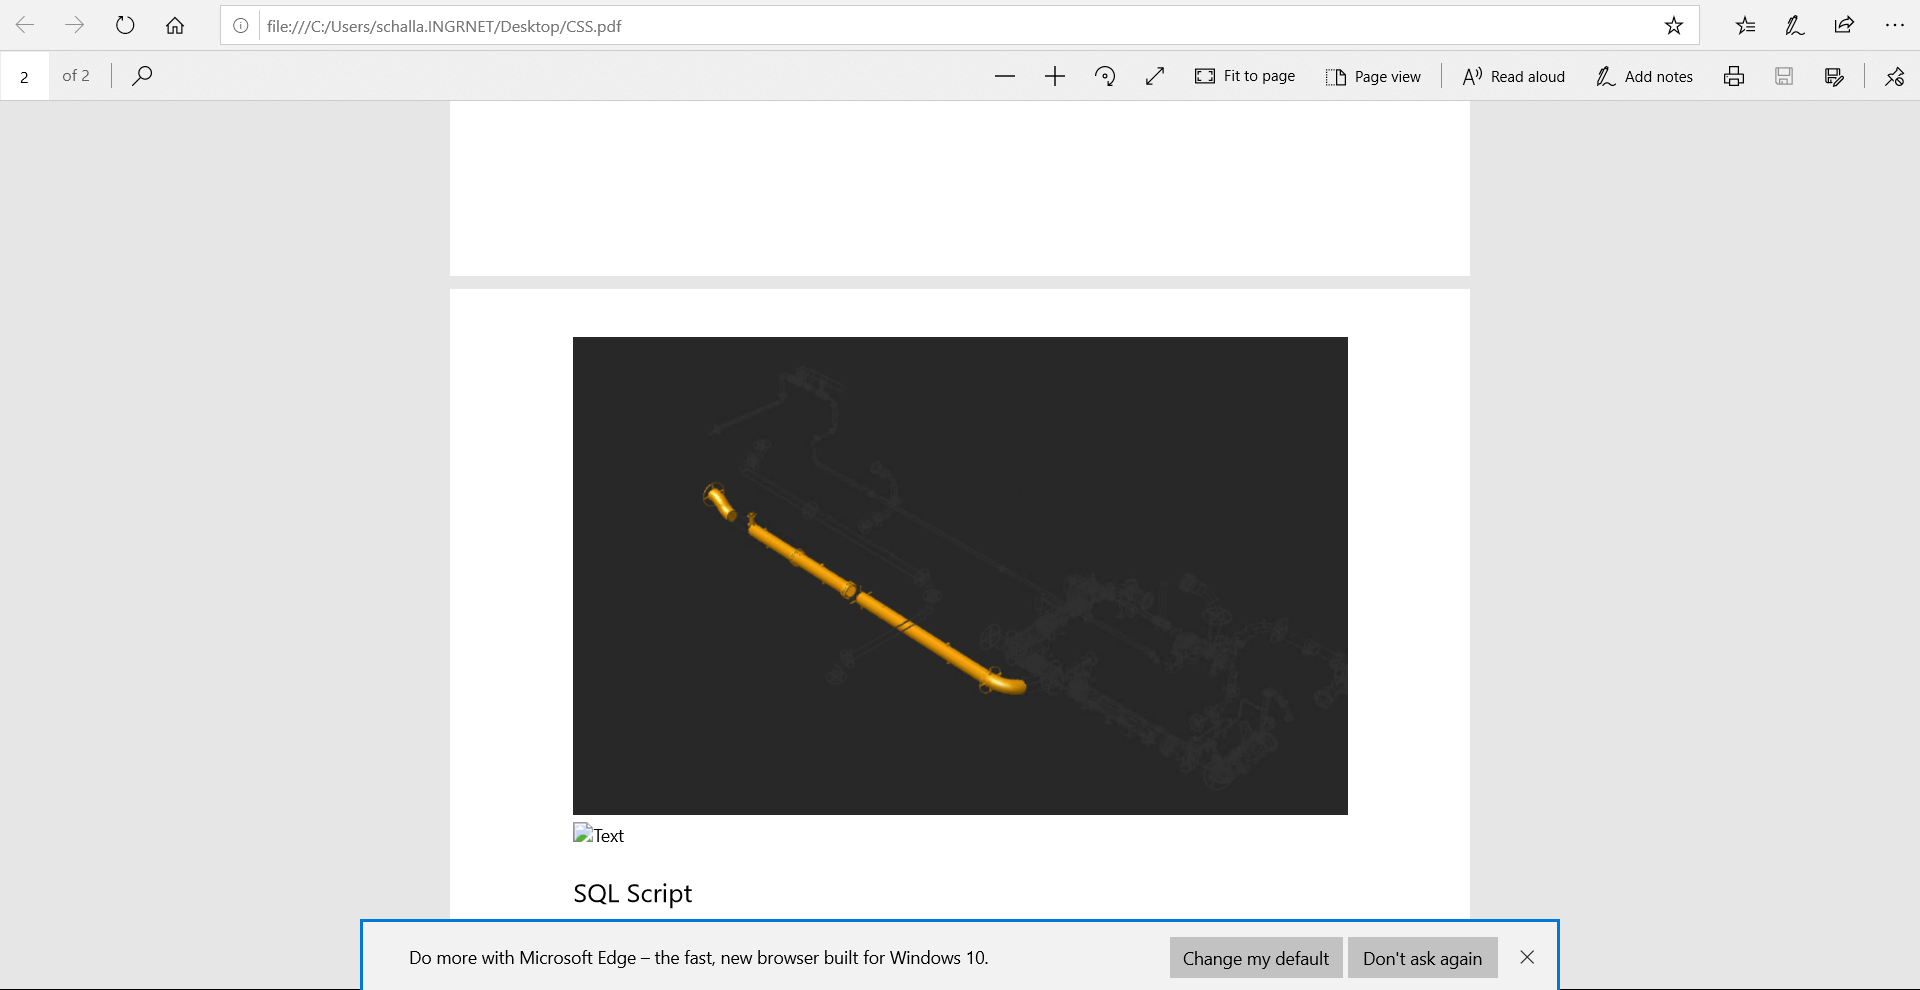 file:///C:/Users/schalla.INGRNET/Desktop/CSS.pdf
2 of 2
Fit to page
Page view
Read aloud
Add notes
Text
SQL Script
Do more with Microsoft Edge – the fast, new browser built for Windows 10.
Change my default
Don't ask again